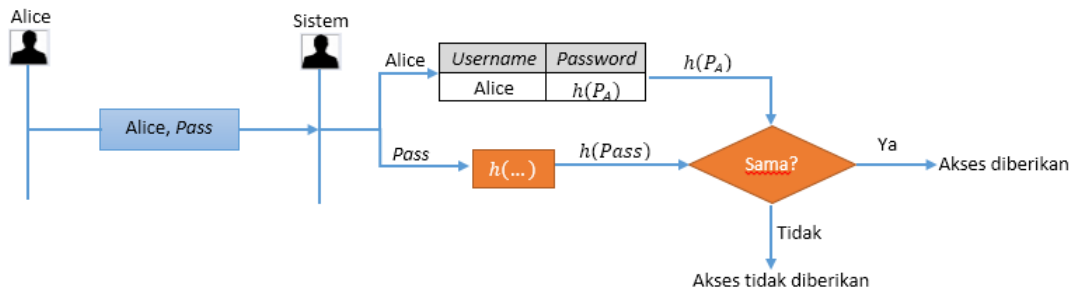 Alice
Sistem
Alice, Pass
Alice
Username Password
Alice h(P_A)
h(P_A)
Pass
h(...)
h(Pass)
Sama?
Ya
Akses diberikan
Tidak
Akses tidak diberikan